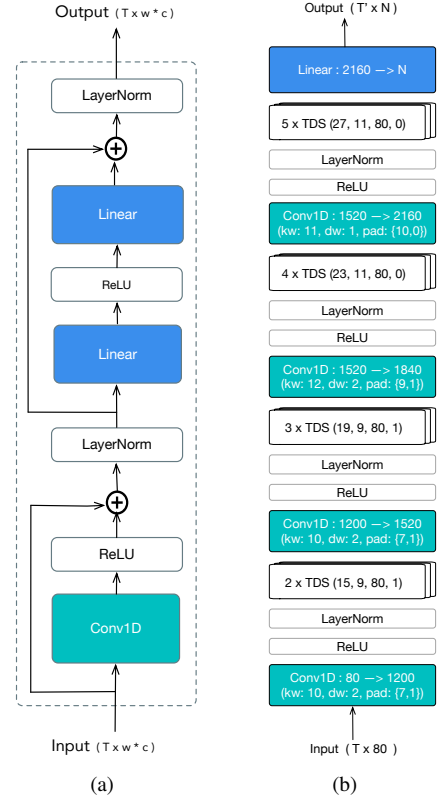 Output ( T x w * c )
LayerNorm
+
Linear
ReLU
Linear
LayerNorm
+
ReLU
Conv1D
Input ( T x w * c )
(a)
Output ( T' x N )
Linear : 2160 —> N
5 x TDS (27, 11, 80, 0)
LayerNorm
ReLU
Conv1D : 1520 —> 2160
(kw: 11, dw: 1, pad: {10,0})
4 x TDS (23, 11, 80, 0)
LayerNorm
ReLU
Conv1D : 1520 —> 1840
(kw: 12, dw: 2, pad: {9,1})
3 x TDS (19, 9, 80, 1)
LayerNorm
ReLU
Conv1D : 1200 —> 1520
(kw: 10, dw: 2, pad: {7,1})
2 x TDS (15, 9, 80, 1)
LayerNorm
ReLU
Conv1D : 80 —> 1200
(kw: 10, dw: 2, pad: {7,1})
Input ( T x 80 )
(b)